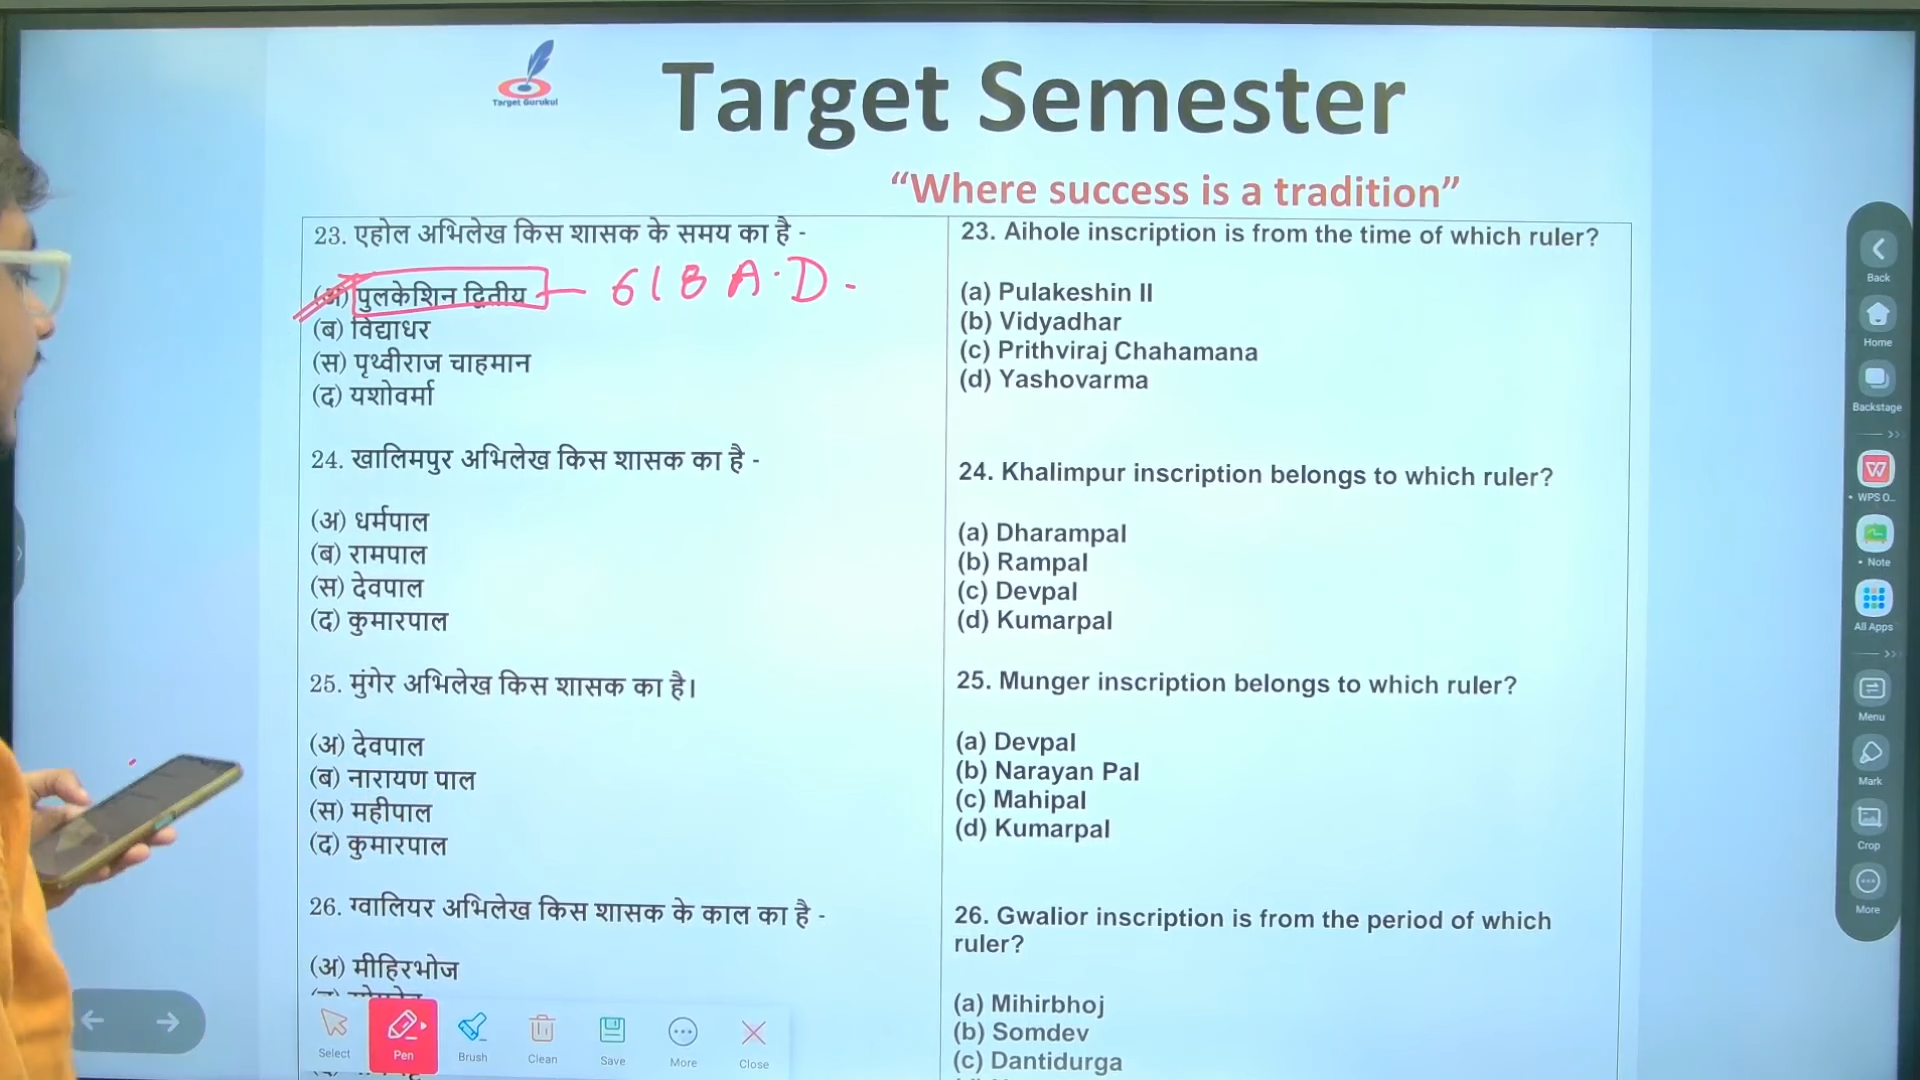 Target Gurukul
Target Semester
“Where success is a tradition”
23. एहोल अभिलेख किस शासक के समय का है -
(अ) पुलकेशिन द्वितीय — 618 A.D.
(ब) विद्याधर
(स) पृथ्वीराज चाहमान
(द) यशोवर्मा
24. खालिमपुर अभिलेख किस शासक का है -
(अ) धर्मपाल
(ब) रामपाल
(स) देवपाल
(द) कुमारपाल
25. मुंगेर अभिलेख किस शासक का है।
(अ) देवपाल
(ब) नारायण पाल
(स) महीपाल
(द) कुमारपाल
26. ग्वालियर अभिलेख किस शासक के काल का है -
(अ) मीहिरभोज
23. Aihole inscription is from the time of which ruler?
(a) Pulakeshin II
(b) Vidyadhar
(c) Prithviraj Chahamana
(d) Yashovarma
24. Khalimpur inscription belongs to which ruler?
(a) Dharampal
(b) Rampal
(c) Devpal
(d) Kumarpal
25. Munger inscription belongs to which ruler?
(a) Devpal
(b) Narayan Pal
(c) Mahipal
(d) Kumarpal
26. Gwalior inscription is from the period of which
ruler?
(a) Mihirbhoj
(b) Somdev
(c) Dantidurga
Back
Home
Backstage
WPS O...
Note
All Apps
Menu
Mark
Crop
More
Select
Pen
Brush
Clean
Save
More
Close